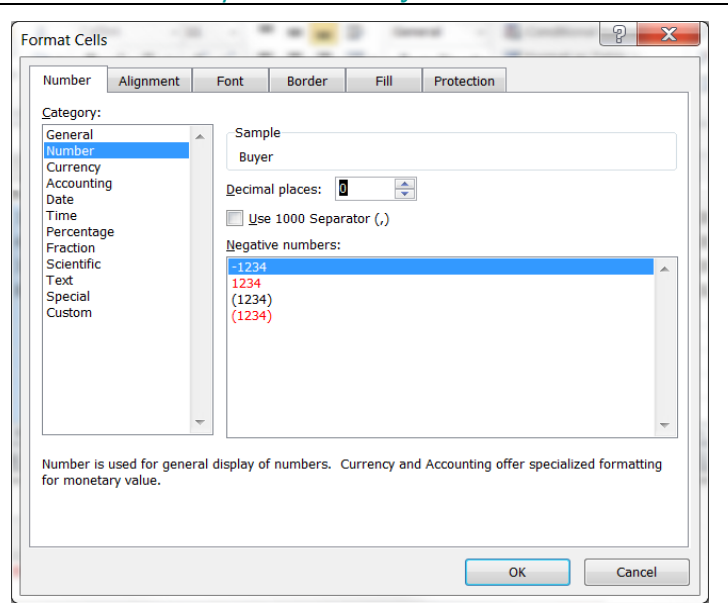 Format Cells
Number Alignment Font Border Fill Protection
Category:
General
Number
Currency
Accounting
Date
Time
Percentage
Fraction
Scientific
Text
Special
Custom
Sample
Buyer
Decimal places: 0
Use 1000 Separator (,)
Negative numbers:
-1234
1234
(1234)
(1234)
Number is used for general display of numbers.  Currency and Accounting offer specialized formatting
for monetary value.
OK Cancel